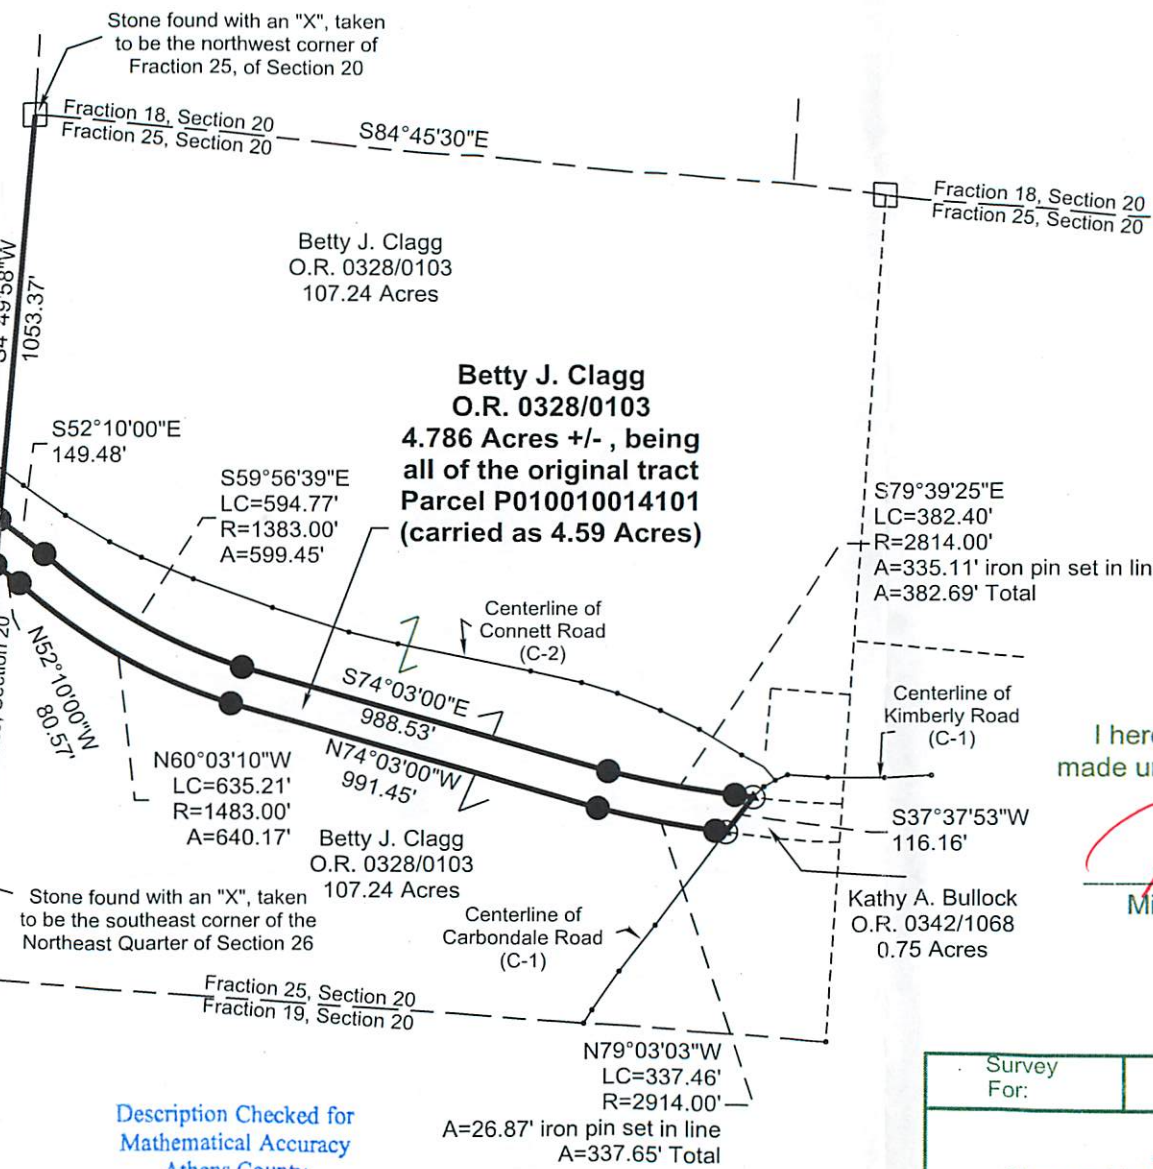 Stone found with an "X", taken
to be the northwest corner of
Fraction 25, of Section 20
Fraction 18, Section 20
Fraction 25, Section 20
S84°45'30"E
Fraction 18, Section 20
Fraction 25, Section 20
Betty J. Clagg
O.R. 0328/0103
107.24 Acres
S4°49'58"W
1053.37'
Betty J. Clagg
O.R. 0328/0103
4.786 Acres +/- , being
all of the original tract
Parcel P010010014101
(carried as 4.59 Acres)
S52°10'00"E
149.48'
S59°56'39"E
LC=594.77'
R=1383.00'
A=599.45'
S79°39'25"E
LC=382.40'
R=2814.00'
A=335.11' iron pin set in lin
A=382.69' Total
Centerline of
Connett Road
(C-2)
S74°03'00"E
988.53'
N74°03'00"W
991.45'
Centerline of
Kimberly Road
(C-1)
N52°10'00"W
80.57'
Section 20
N60°03'10"W
LC=635.21'
R=1483.00'
A=640.17'
I here
made un
S37°37'53"W
116.16'
Betty J. Clagg
O.R. 0328/0103
107.24 Acres
Kathy A. Bullock
O.R. 0342/1068
0.75 Acres
Mi
Stone found with an "X", taken
to be the southeast corner of the
Northeast Quarter of Section 26
Centerline of
Carbondale Road
(C-1)
Fraction 25, Section 20
Fraction 19, Section 20
N79°03'03"W
LC=337.46'
R=2914.00'
A=26.87' iron pin set in line
A=337.65' Total
Survey
For:
Description Checked for
Mathematical Accuracy
Athens County